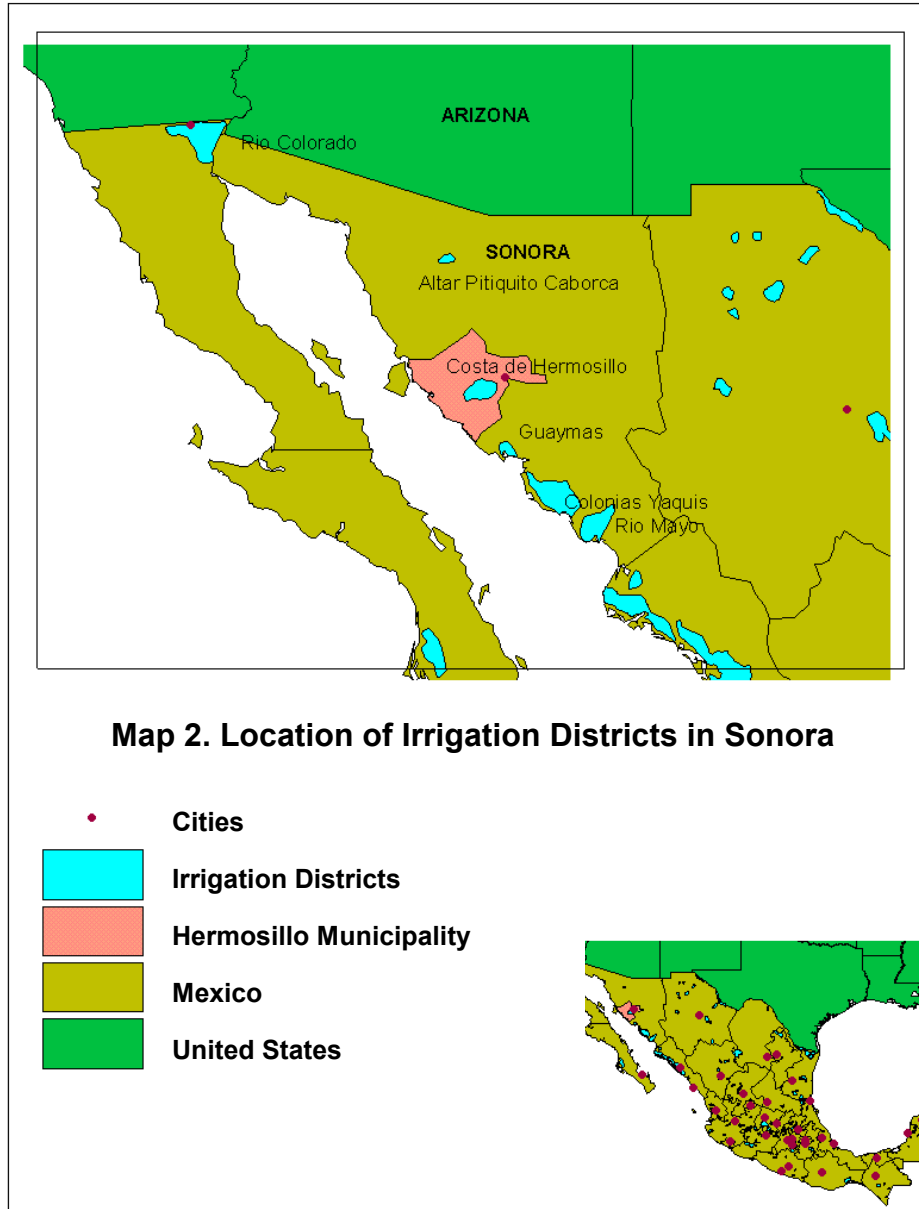 ARIZONA
Rio Colorado
SONORA
Altar Pitiquito Caborca
Costa de Hermosillo
Guaymas
Colonias Yaquis
Rio Mayo
Map 2. Location of Irrigation Districts in Sonora
Cities
Irrigation Districts
Hermosillo Municipality
Mexico
United States